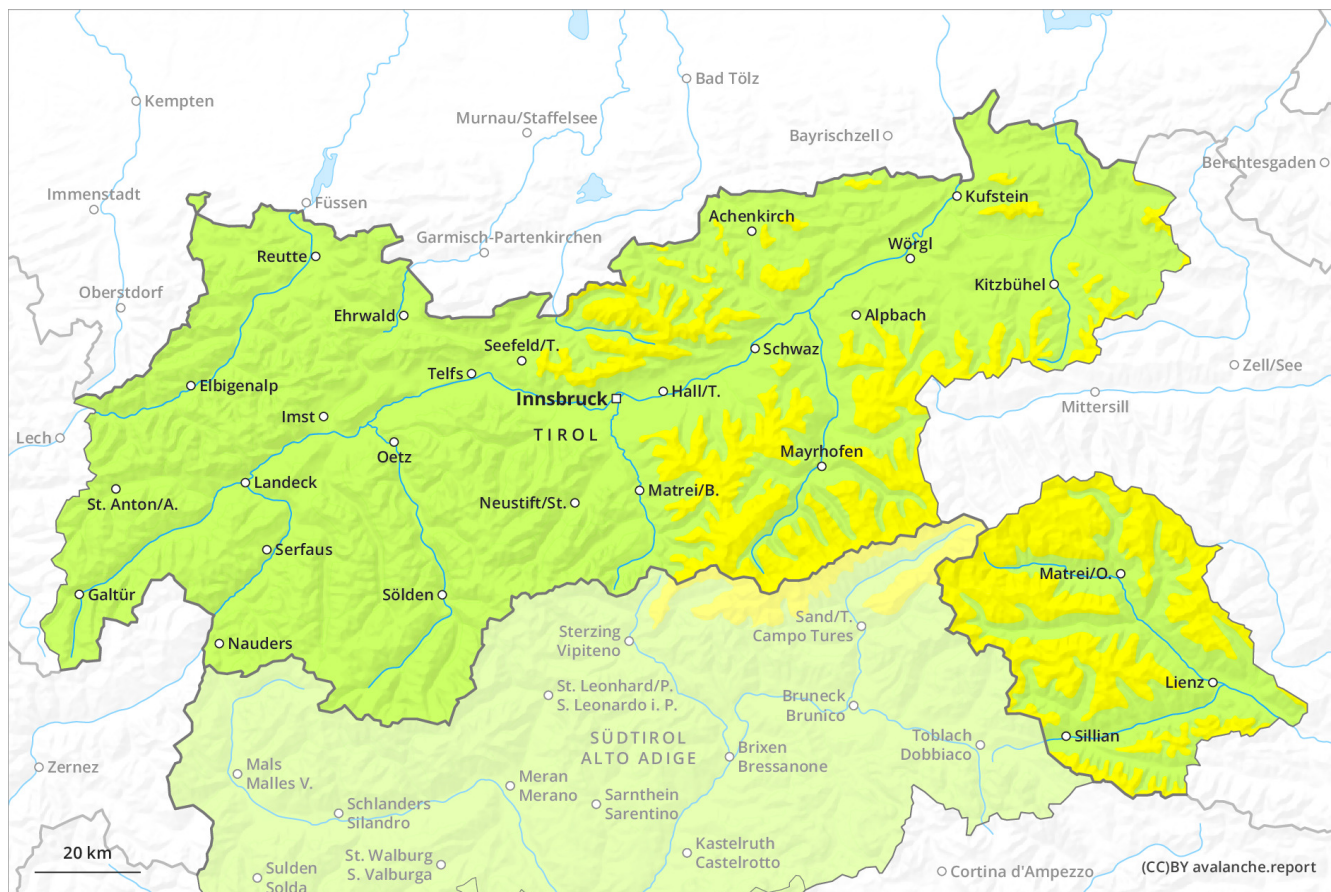 Bad Tölz
Kempten
Murnau/Staffelsee
Bayrischzell
Berchtesgaden
Immenstadt
Füssen
Kufstein
Achenkirch
Garmisch-Partenkirchen
Wörgl
Reutte
Kitzbühel
Oberstdorf
Ehrwald
Alpbach
Seefeld/T.
Schwaz
Zell/See
Telfs
Elbigenalp
Hall/T.
Innsbruck
Mittersill
Imst
TIROL
Lech
Oetz
Mayrhofen
Landeck
Matrei/B.
St. Anton/A.
Neustift/St.
Serfaus
Matrei/O.
Galtür
Sölden
Sand/T.
Campo Tures
Sterzing
Vipiteno
Nauders
Lienz
St. Leonhard/P.
S. Leonardo i. P.
Bruneck
Brunico
Sillian
SÜDTIROL
ALTO ADIGE
Toblach
Dobbiaco
Brixen
Bressanone
Zernez
Mals
Malles V.
Meran
Merano
Sarnthein
Sarentino
Schlanders
Silandro
Kastelruth
Castelrotto
20 km
St. Walburg
S. Valburga
Sulden
Solda
Cortina d'Ampezzo
(CC)BY avalanche.report